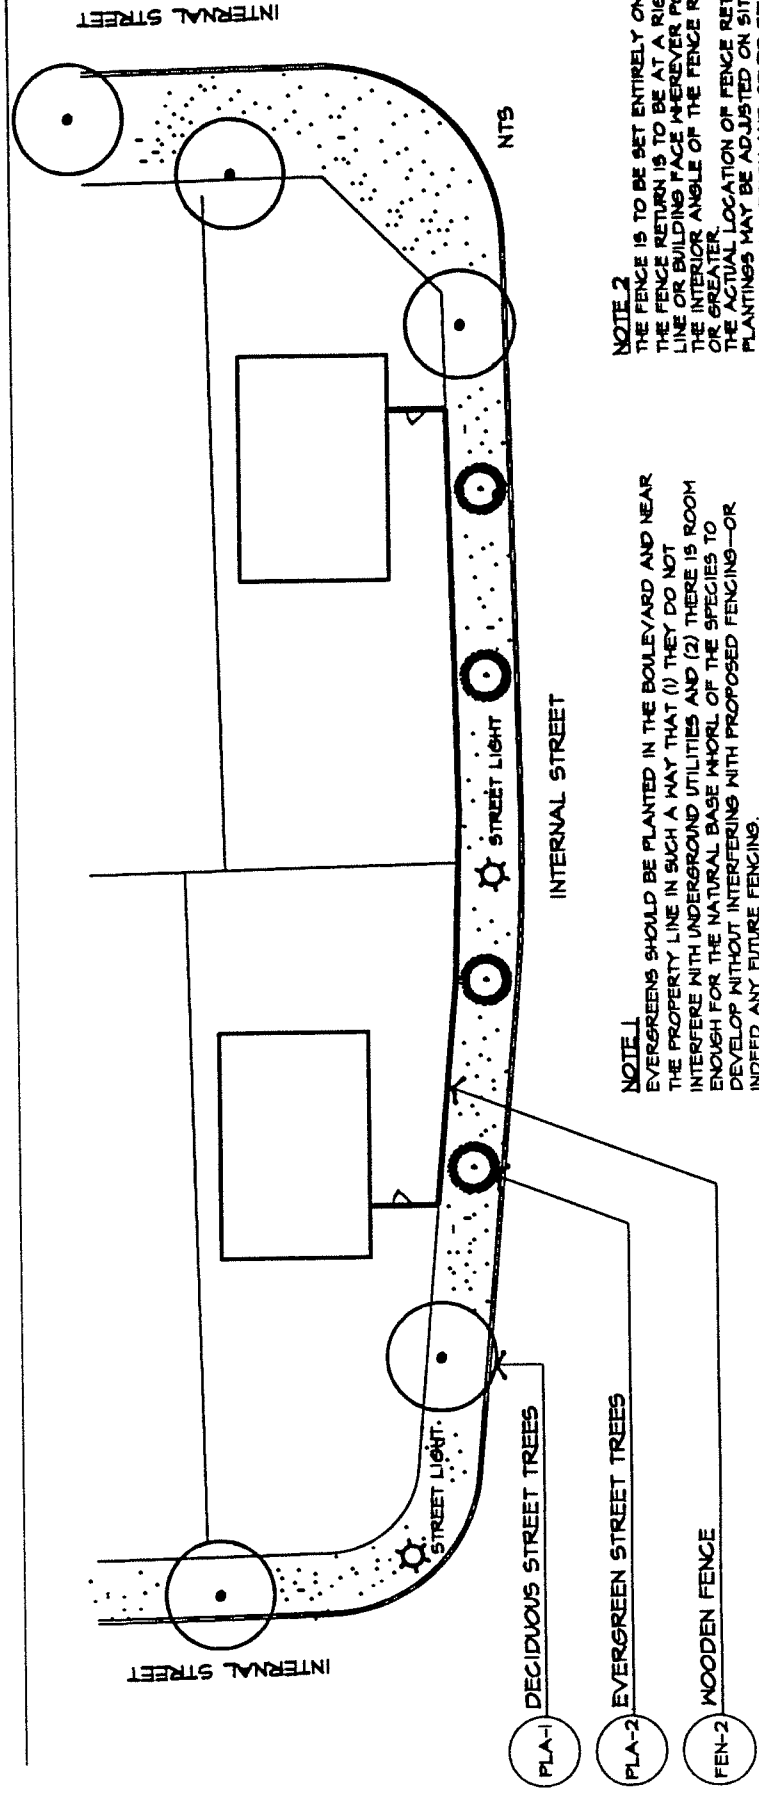 INTERNAL STREET
NTS
STREET LIGHT
INTERNAL STREET
STREET LIGHT
INTERNAL STREET
PLA-1 DECIDUOUS STREET TREES
PLA-2 EVERGREEN STREET TREES
FEN-2 WOODEN FENCE
NOTE 1
EVERGREENS SHOULD BE PLANTED IN THE BOULEVARD AND NEAR
THE PROPERTY LINE IN SUCH A WAY THAT (1) THEY DO NOT
INTERFERE WITH UNDERGROUND UTILITIES AND (2) THERE IS ROOM
ENOUGH FOR THE NATURAL BASE WHORL OF THE SPECIES TO
DEVELOP WITHOUT INTERFERING WITH PROPOSED FENCING—OR
INDEED ANY FUTURE FENCING.
NOTE 2
THE FENCE IS TO BE SET ENTIRELY ON
THE FENCE RETURN IS TO BE AT A
LINE OR BUILDING FACE WHEREVER
THE INTERIOR ANGLE OF THE FENCE
OR GREATER.
THE ACTUAL LOCATION OF FENCE
PLANTINGS MAY BE ADJUSTED ON